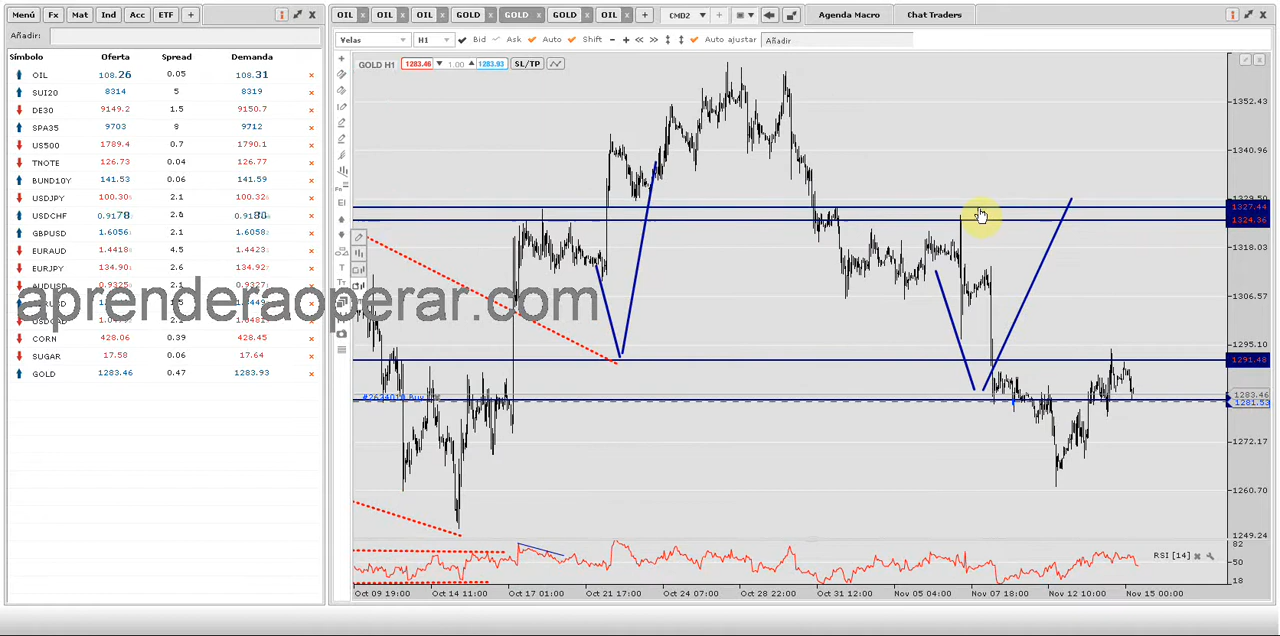 Menú Fx Mat Ind Acc ETF +
Añadir:
Símbolo Oferta Spread Demanda
OIL 108.26 0.05 108.31
SUI20 8314 5 8319
DE30 9149.2 1.5 9150.7
SPA35 9703 9 9712
US500 1789.4 0.7 1790.1
TNOTE 126.73 0.04 126.77
BUND10Y 141.53 0.06 141.59
USDJPY 100.30 2.1 100.32
USDCHF 0.9178 2.8 0.9180
GBPUSD 1.6056 2.1 1.6058
EURAUD 1.4418 4.5 1.4423
EURJPY 134.90 2.6 134.92
CORN 428.06 0.39 428.45
SUGAR 17.58 0.06 17.64
GOLD 1283.46 0.47 1283.93
aprenderaoperar.com
OIL OIL OIL GOLD GOLD GOLD OIL + CMD2 Agenda Macro Chat Traders
Velas H1 Bid Ask Auto Shift Auto ajustar Añadir
GOLD H1 1283.46 1.00 1283.93 SL/TP
1352.43
1340.96
1329.50
1327.44
1324.36
1318.03
1306.57
1295.10
1291.48
1283.46
1281.53
1272.17
1260.70
1249.24
RSI [14]
82
50
18
Oct 09 19:00 Oct 14 11:00 Oct 17 01:00 Oct 21 17:00 Oct 24 07:00 Oct 28 22:00 Oct 31 12:00 Nov 05 04:00 Nov 07 18:00 Nov 12 10:00 Nov 15 00:00